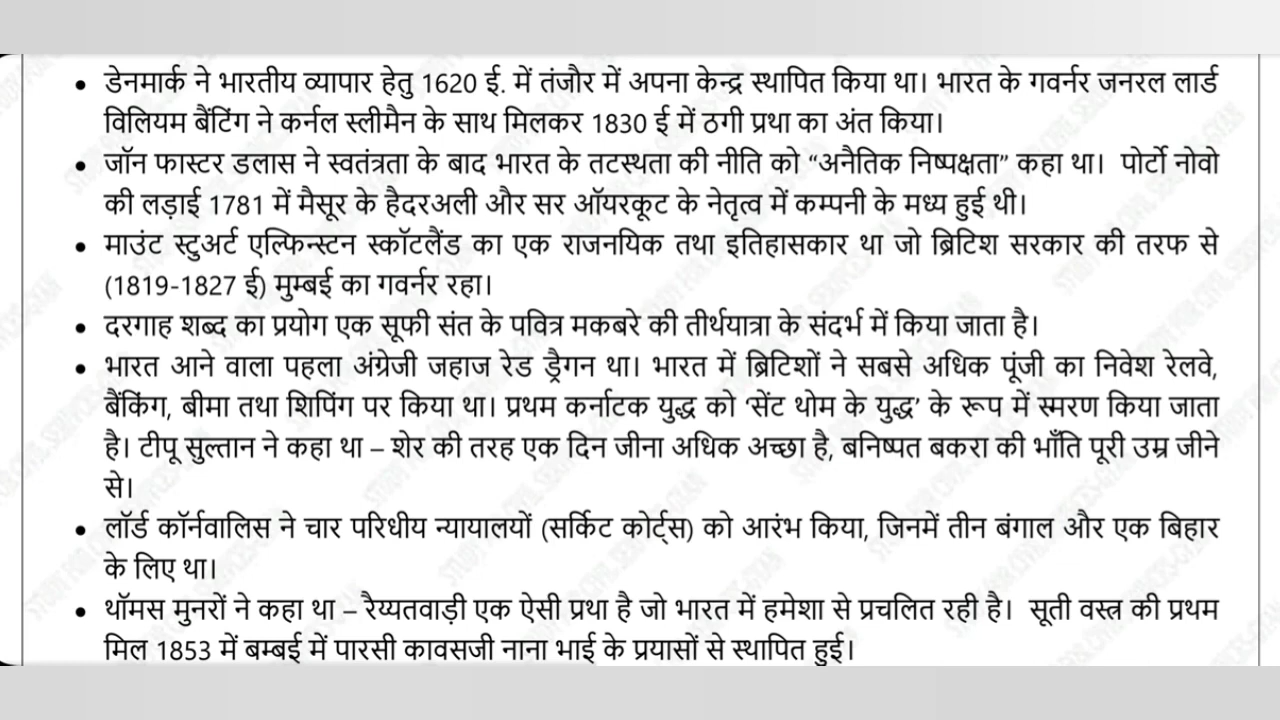 • डेनमार्क ने भारतीय व्यापार हेतु 1620 ई. में तंजौर में अपना केन्द्र स्थापित किया था। भारत के गवर्नर जनरल लार्ड
विलियम बैंटिंग ने कर्नल स्लीमैन के साथ मिलकर 1830 ई में ठगी प्रथा का अंत किया।
• जॉन फास्टर डलास ने स्वतंत्रता के बाद भारत के तटस्थता की नीति को “अनैतिक निष्पक्षता” कहा था। पोर्टो नोवो
की लड़ाई 1781 में मैसूर के हैदरअली और सर ऑयरकूट के नेतृत्व में कम्पनी के मध्य हुई थी।
• माउंट स्टुअर्ट एल्फिन्स्टन स्कॉटलैंड का एक राजनयिक तथा इतिहासकार था जो ब्रिटिश सरकार की तरफ से
(1819-1827 ई) मुम्बई का गवर्नर रहा।
• दरगाह शब्द का प्रयोग एक सूफी संत के पवित्र मकबरे की तीर्थयात्रा के संदर्भ में किया जाता है।
• भारत आने वाला पहला अंग्रेजी जहाज रेड ड्रैगन था। भारत में ब्रिटिशों ने सबसे अधिक पूंजी का निवेश रेलवे,
बैंकिंग, बीमा तथा शिपिंग पर किया था। प्रथम कर्नाटक युद्ध को ‘सेंट थोम के युद्ध’ के रूप में स्मरण किया जाता
है। टीपू सुल्तान ने कहा था – शेर की तरह एक दिन जीना अधिक अच्छा है, बनिष्पत बकरा की भाँति पूरी उम्र जीने
से।
• लॉर्ड कॉर्नवालिस ने चार परिधीय न्यायालयों (सर्किट कोर्ट्स) को आरंभ किया, जिनमें तीन बंगाल और एक बिहार
के लिए था।
• थॉमस मुनरों ने कहा था – रैय्यतवाड़ी एक ऐसी प्रथा है जो भारत में हमेशा से प्रचलित रही है। सूती वस्त्र की प्रथम
मिल 1853 में बम्बई में पारसी कावसजी नाना भाई के प्रयासों से स्थापित हुई।